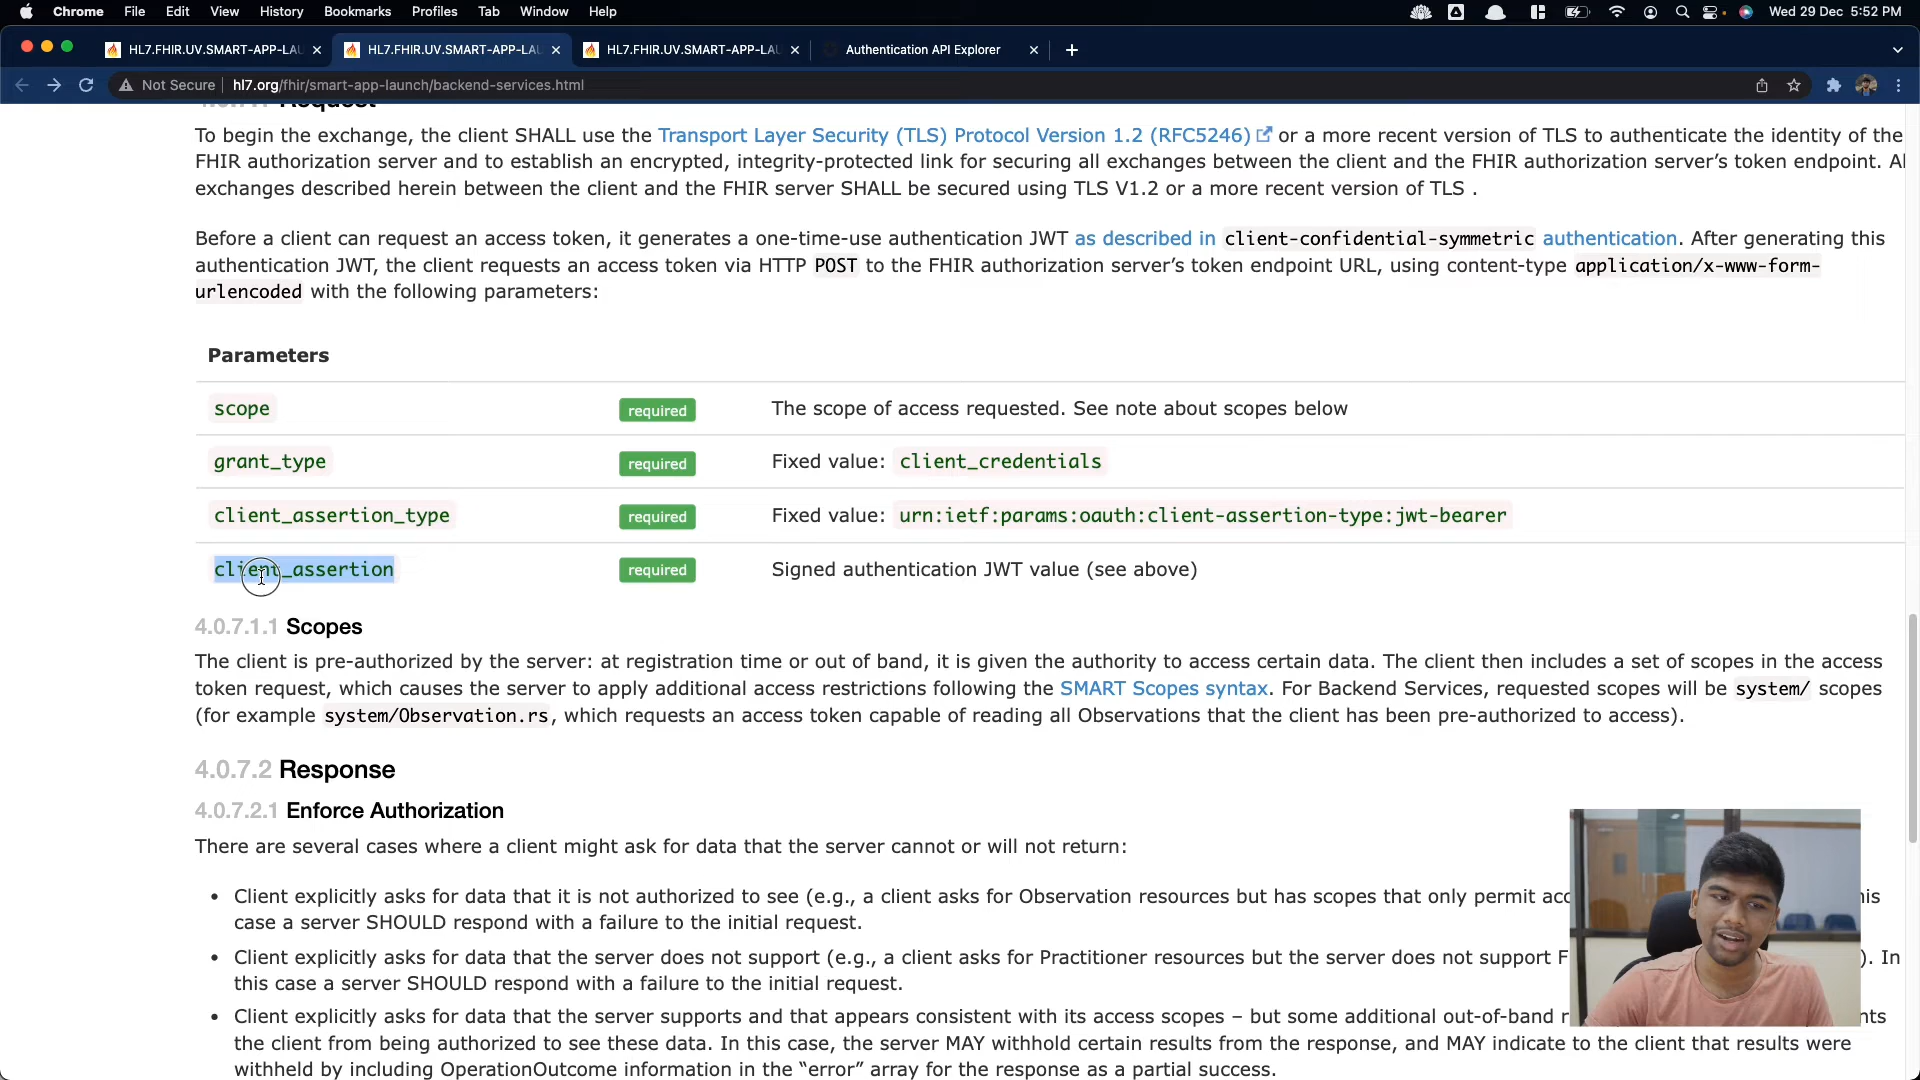 Chrome File Edit View History Bookmarks Profiles Tab Window Help Wed 29 Dec 5:52 PM
HL7.FHIR.UV.SMART-APP-LAU HL7.FHIR.UV.SMART-APP-LAU HL7.FHIR.UV.SMART-APP-LAU Authentication API Explorer
Not Secure hl7.org/fhir/smart-app-launch/backend-services.html
Request
To begin the exchange, the client SHALL use the Transport Layer Security (TLS) Protocol Version 1.2 (RFC5246) or a more recent version of TLS to authenticate the identity of the
FHIR authorization server and to establish an encrypted, integrity-protected link for securing all exchanges between the client and the FHIR authorization server’s token endpoint. Al
exchanges described herein between the client and the FHIR server SHALL be secured using TLS V1.2 or a more recent version of TLS .
Before a client can request an access token, it generates a one-time-use authentication JWT as described in client-confidential-symmetric authentication. After generating this
authentication JWT, the client requests an access token via HTTP POST to the FHIR authorization server’s token endpoint URL, using content-type application/x-www-form-
urlencoded with the following parameters:
Parameters
scope required The scope of access requested. See note about scopes below
grant_type required Fixed value: client_credentials
client_assertion_type required Fixed value: urn:ietf:params:oauth:client-assertion-type:jwt-bearer
client_assertion required Signed authentication JWT value (see above)
4.0.7.1.1 Scopes
The client is pre-authorized by the server: at registration time or out of band, it is given the authority to access certain data. The client then includes a set of scopes in the access
token request, which causes the server to apply additional access restrictions following the SMART Scopes syntax. For Backend Services, requested scopes will be system/ scopes
(for example system/Observation.rs, which requests an access token capable of reading all Observations that the client has been pre-authorized to access).
4.0.7.2 Response
4.0.7.2.1 Enforce Authorization
There are several cases where a client might ask for data that the server cannot or will not return:
• Client explicitly asks for data that it is not authorized to see (e.g., a client asks for Observation resources but has scopes that only permit acc is
case a server SHOULD respond with a failure to the initial request.
• Client explicitly asks for data that the server does not support (e.g., a client asks for Practitioner resources but the server does not support F ). In
this case a server SHOULD respond with a failure to the initial request.
• Client explicitly asks for data that the server supports and that appears consistent with its access scopes – but some additional out-of-band r nts
the client from being authorized to see these data. In this case, the server MAY withhold certain results from the response, and MAY indicate to the client that results were
withheld by including OperationOutcome information in the “error” array for the response as a partial success.